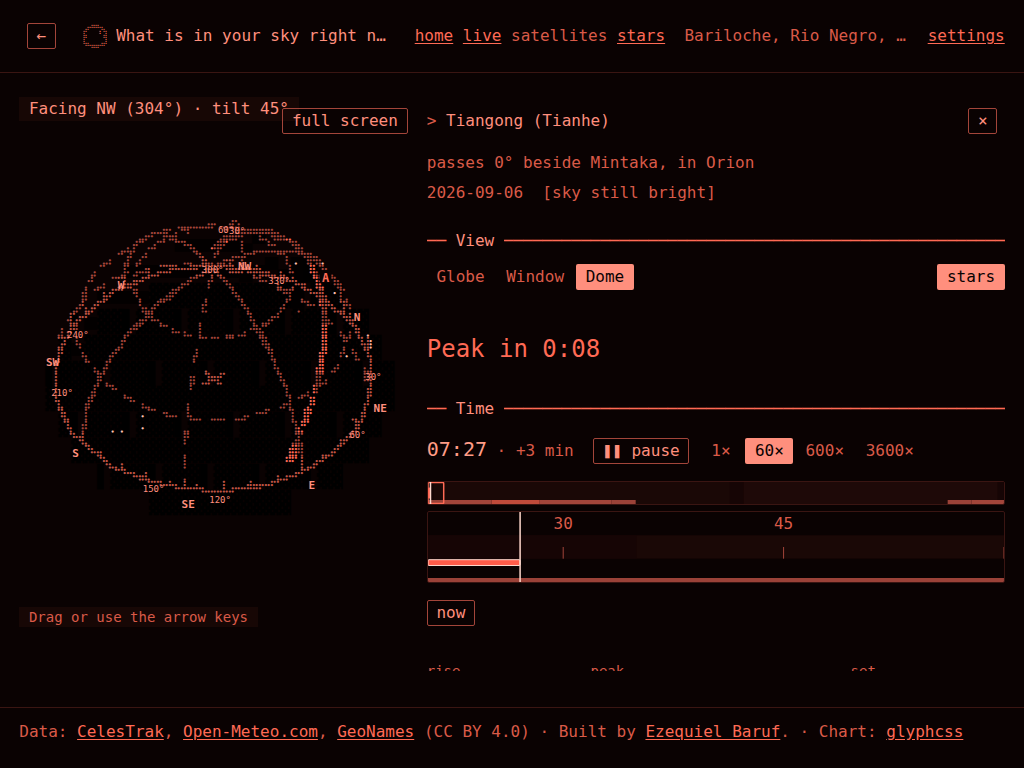 ← What is in your sky right n… home live satellites stars Bariloche, Rio Negro, … settings
Facing NW (304°) · tilt 45°
full screen
> Tiangong (Tianhe) ×
passes 0° beside Mintaka, in Orion
2026-09-06 [sky still bright]
View
Globe Window Dome stars
Peak in 0:08
Time
07:27 · +3 min ❚❚ pause 1× 60× 600× 3600×
30 45
now
rise peak set
NW
330°
A
W
N
240°
SW
30°
210°
NE
60°
S
E
150°
120°
SE
Drag or use the arrow keys
Data: CelesTrak, Open-Meteo.com, GeoNames (CC BY 4.0) · Built by Ezequiel Baruf. · Chart: glyphcss